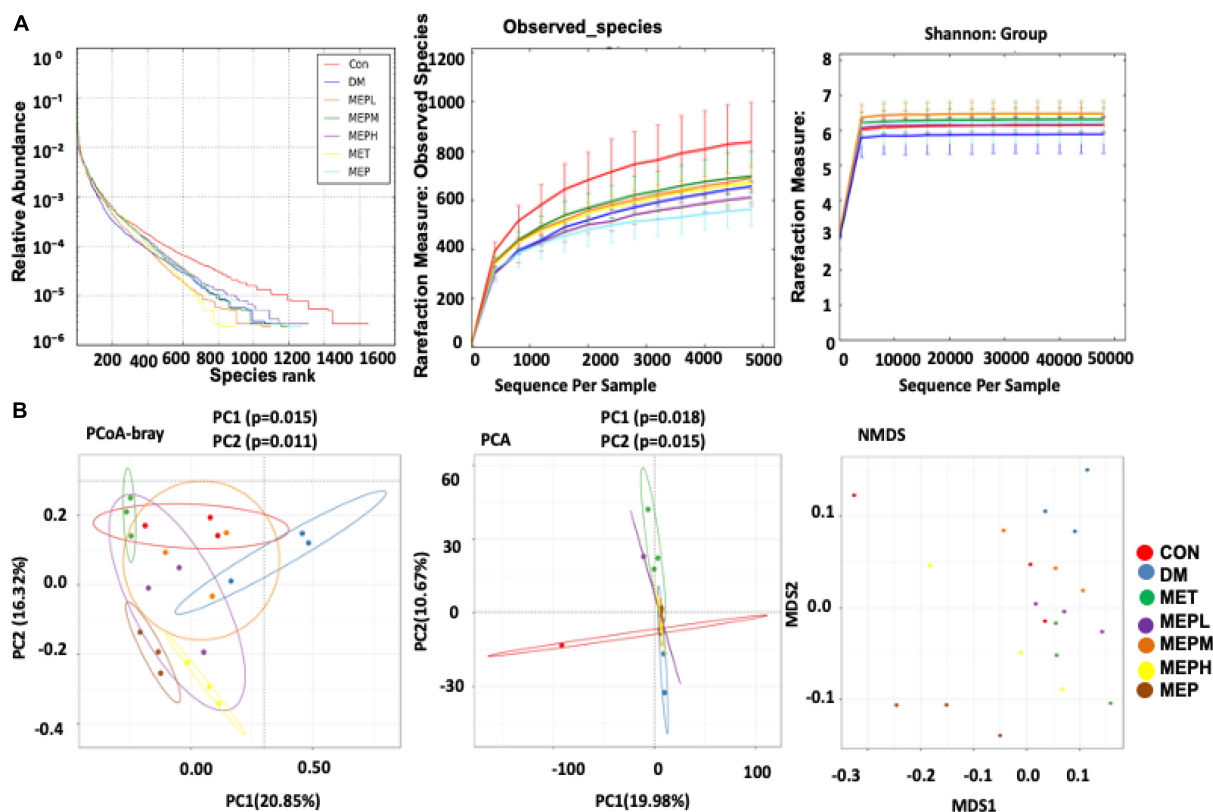 A
Observed_species
Shannon: Group
Relative Abundance
10⁰
10⁻¹
10⁻²
10⁻³
10⁻⁴
10⁻⁵
10⁻⁶
Con
DM
MEPL
MEPM
MEPH
MET
MEP
200 400 600 800 1000 1200 1400 1600
Species rank
Rarefaction Measure: Observed Species
1200
1000
800
600
400
200
0
0 1000 2000 3000 4000 5000
Sequence Per Sample
Rarefaction Measure:
8
7
6
5
4
3
2
1
0
0 10000 20000 30000 40000 50000
Sequence Per Sample
B
PCoA-bray
PC1 (p=0.015)
PC2 (p=0.011)
PC2 (16.32%)
0.2
0.0
-0.2
-0.4
0.00 0.50
PC1(20.85%)
PCA
PC1 (p=0.018)
PC2 (p=0.015)
PC2(10.67%)
60
30
0
-30
-100 0 100
PC1(19.98%)
NMDS
MDS2
0.1
0.0
-0.1
-0.3 -0.2 -0.1 0.0 0.1
MDS1
CON
DM
MET
MEPL
MEPM
MEPH
MEP